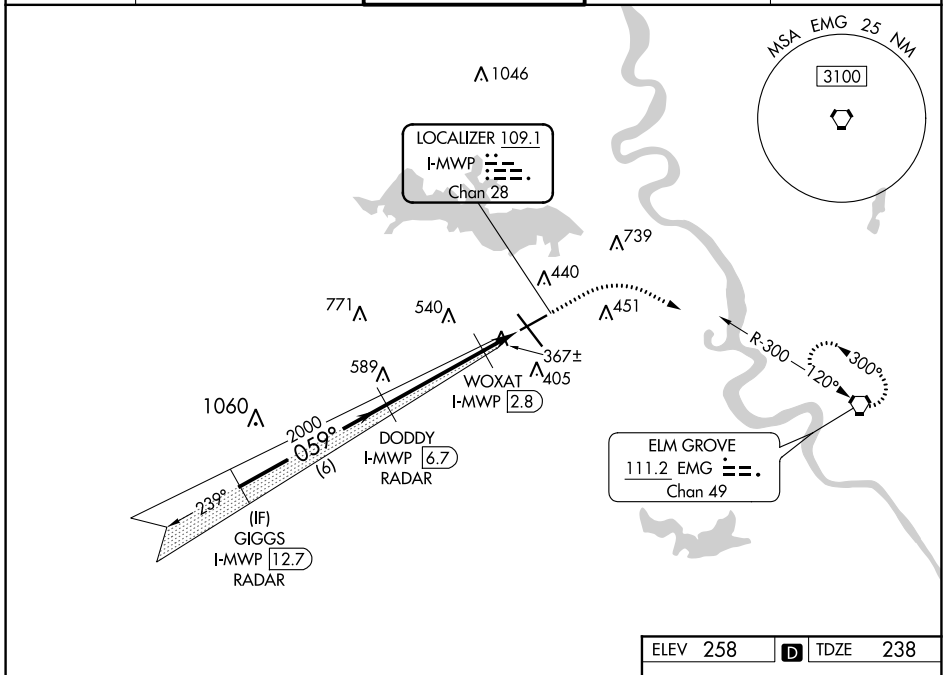 MSA EMG 25 NM
3100
1046
LOCALIZER 109.1
I-MWP
Chan 28
739
440
771
540
451
R-300
120°
300°
367±
589
WOXAT
I-MWP 2.8
405
1060
2000
059°
(6)
DODDY
I-MWP 6.7
RADAR
ELM GROVE
111.2 EMG
Chan 49
239°
(IF)
GIGGS
I-MWP 12.7
RADAR
ELEV 258 D TDZE 238